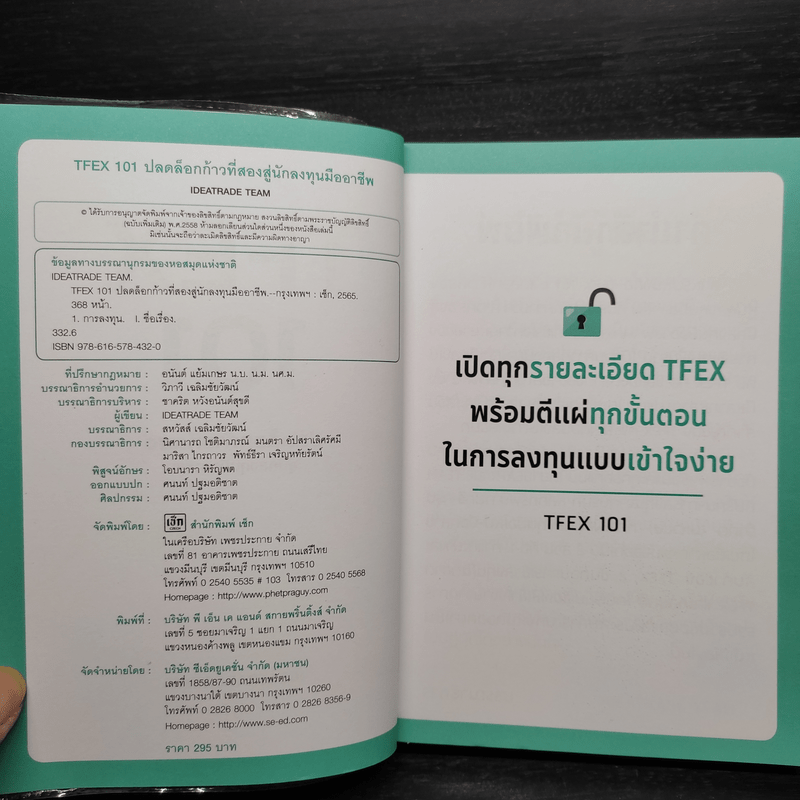 TFEX 101 ปลดล็อกก้าวที่สองสู่นักลงทุนมืออาชีพ
IDEATRADE TEAM
© ได้รับการอนุญาตจัดพิมพ์จากเจ้าของลิขสิทธิ์ตามกฎหมาย สงวนลิขสิทธิ์ตามพระราชบัญญัติลิขสิทธิ์
(ฉบับเพิ่มเติม) พ.ศ.2558 ห้ามลอกเลียนส่วนใดส่วนหนึ่งของหนังสือเล่มนี้
มิเช่นนั้นจะถือว่าละเมิดลิขสิทธิ์และมีความผิดทางอาญา
ข้อมูลทางบรรณานุกรมของหอสมุดแห่งชาติ
IDEATRADE TEAM.
TFEX 101 ปลดล็อกก้าวที่สองสู่นักลงทุนมืออาชีพ.--กรุงเทพฯ : เช็ก, 2565.
368 หน้า.
1. การลงทุน. I. ชื่อเรื่อง.
332.6
ISBN 978-616-578-432-0
ที่ปรึกษากฎหมาย : อนันต์ แย้มเกษร น.บ. น.ม. นศ.ม.
บรรณาธิการอำนวยการ : วิภาวี เฉลิมชัยวัฒน์
บรรณาธิการบริหาร : ชาคริต หวังอนันต์สุขดี
ผู้เขียน : IDEATRADE TEAM
บรรณาธิการ : สหวัสส์ เฉลิมชัยวัฒน์
กองบรรณาธิการ : นิศานารถ โชติมาภรณ์ มนตรา อัปสราเลิศรัศมี
มาริสา ไกรถาวร พัทธ์ธีรา เจริญหทัยรัตน์
พิสูจน์อักษร : โอบนารา หิรัญพต
ออกแบบปก : ศนนท์ ปฐมอดิชาต
ศิลปกรรม : ศนนท์ ปฐมอดิชาต
จัดพิมพ์โดย : เช็ก สำนักพิมพ์ เช็ก
ในเครือบริษัท เพชรประกาย จำกัด
เลขที่ 81 อาคารเพชรประกาย ถนนเสรีไทย
แขวงมีนบุรี เขตมีนบุรี กรุงเทพฯ 10510
โทรศัพท์ 0 2540 5535 # 103 โทรสาร 0 2540 5568
Homepage : http://www.phetpraguy.com
พิมพ์ที่ : บริษัท พี เอ็น เค แอนด์ สกายพริ้นติ้งส์ จำกัด
เลขที่ 5 ซอยมาเจริญ 1 แยก 1 ถนนมาเจริญ
แขวงหนองค้างพลู เขตหนองแขม กรุงเทพฯ 10160
จัดจำหน่ายโดย : บริษัท ซีเอ็ดยูเคชั่น จำกัด (มหาชน)
เลขที่ 1858/87-90 ถนนเทพรัตน
แขวงบางนาใต้ เขตบางนา กรุงเทพฯ 10260
โทรศัพท์ 0 2826 8000 โทรสาร 0 2826 8356-9
Homepage : http://www.se-ed.com
ราคา 295 บาท
เปิดทุกรายละเอียด TFEX
พร้อมตีแผ่ทุกขั้นตอน
ในการลงทุนแบบเข้าใจง่าย
TFEX 101